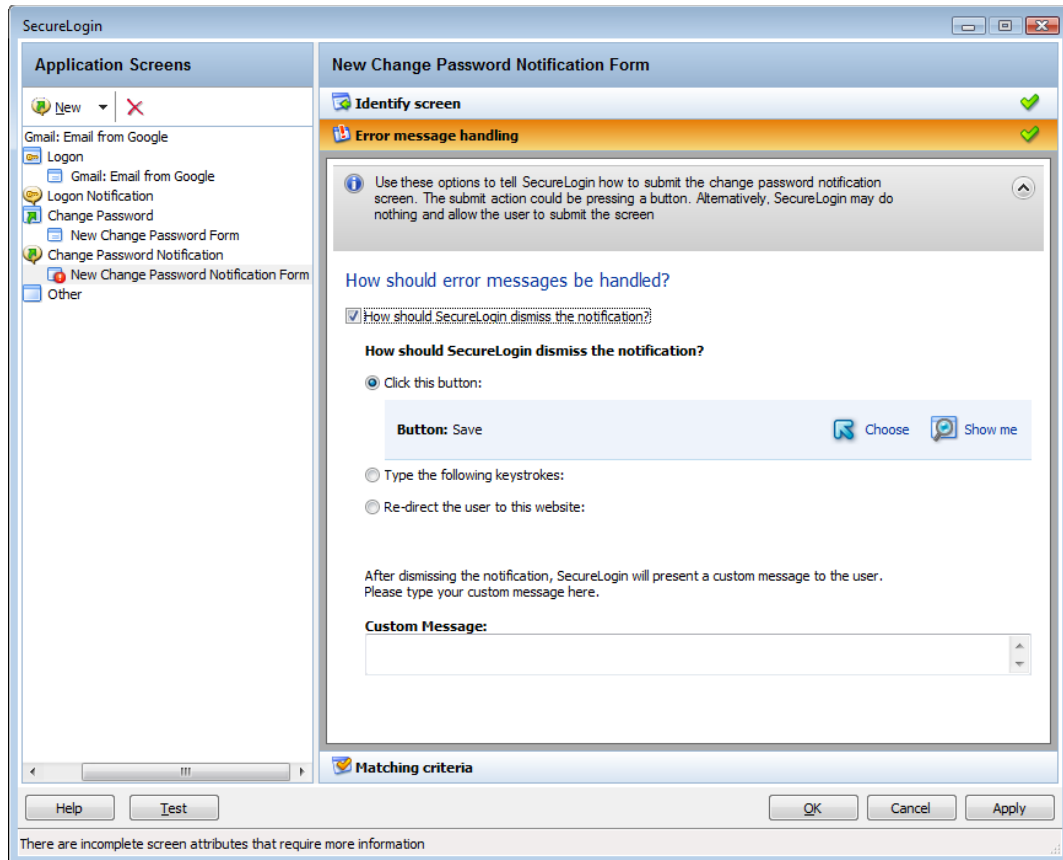 SecureLogin
Application Screens
New
Gmail: Email from Google
Logon
Gmail: Email from Google
Logon Notification
Change Password
New Change Password Form
Change Password Notification
New Change Password Notification Form
Other
New Change Password Notification Form
Identify screen
Error message handling
Use these options to tell SecureLogin how to submit the change password notification
screen. The submit action could be pressing a button. Alternatively, SecureLogin may do
nothing and allow the user to submit the screen
How should error messages be handled?
How should SecureLogin dismiss the notification?
How should SecureLogin dismiss the notification?
Click this button:
Button: Save Choose Show me
Type the following keystrokes:
Re-direct the user to this website:
After dismissing the notification, SecureLogin will present a custom message to the user.
Please type your custom message here.
Custom Message:
Matching criteria
Help Test OK Cancel Apply
There are incomplete screen attributes that require more information